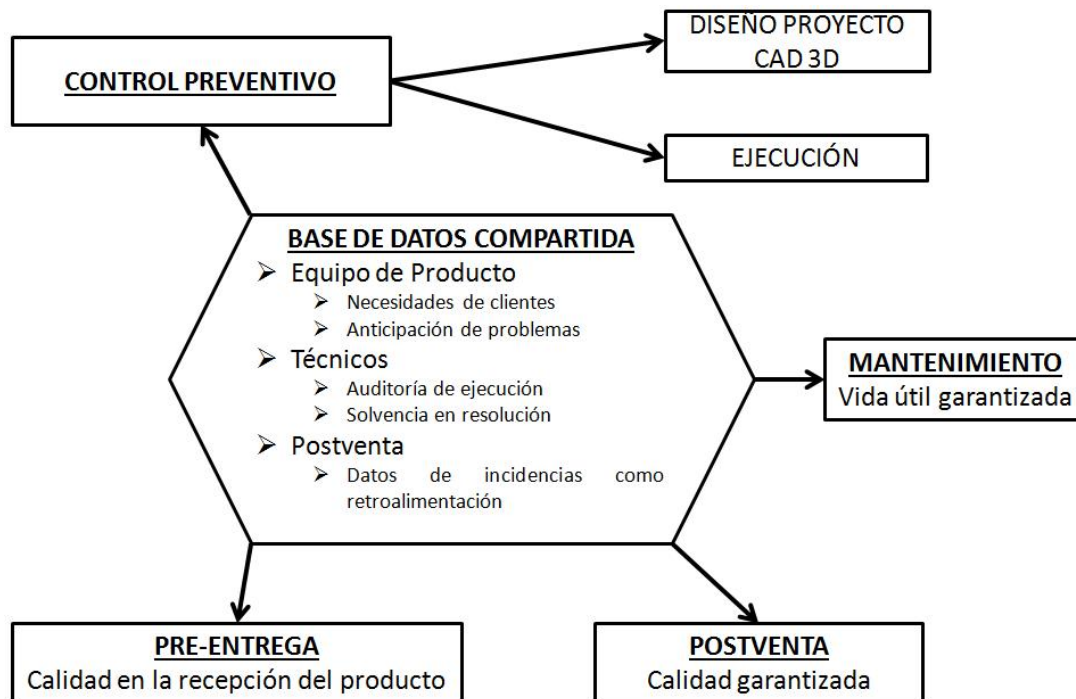 DISEÑO PROYECTO
CAD 3D
CONTROL PREVENTIVO
EJECUCIÓN
BASE DE DATOS COMPARTIDA
Equipo de Producto
Necesidades de clientes
Anticipación de problemas
Técnicos
Auditoría de ejecución
Solvencia en resolución
Postventa
Datos de incidencias como
retroalimentación
MANTENIMIENTO
Vida útil garantizada
PRE-ENTREGA
Calidad en la recepción del producto
POSTVENTA
Calidad garantizada